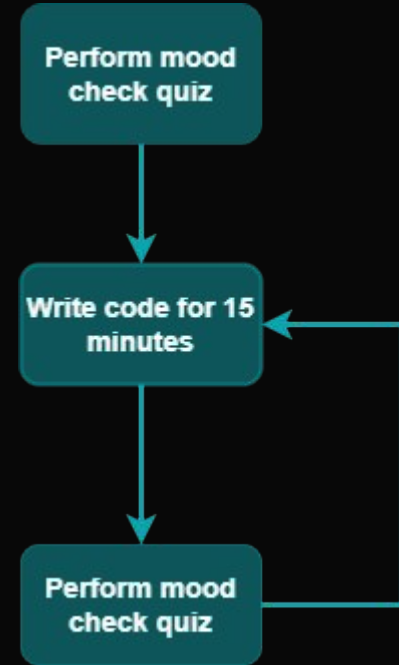 Perform mood
check quiz
Write code for 15
minutes
Perform mood
check quiz